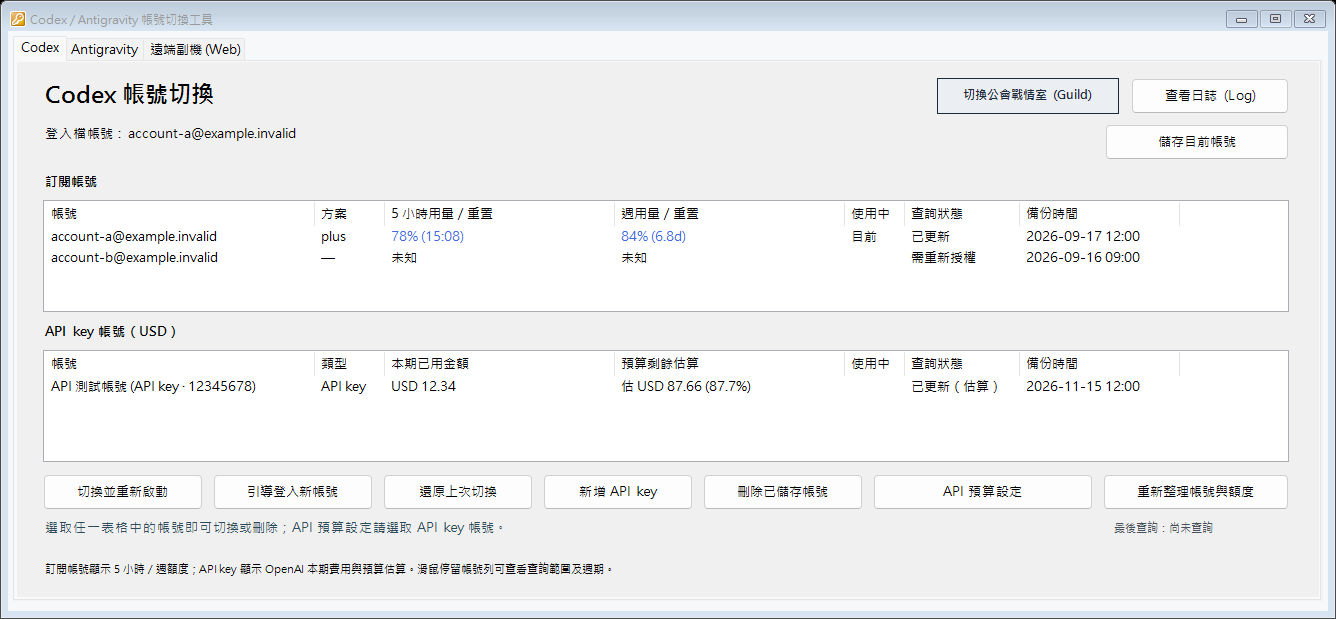 Codex / Antigravity 帳號切換工具
Codex Antigravity 遠端副機 (Web)
Codex 帳號切換
切換公會戰情室 (Guild) 查看日誌 (Log)
登入檔帳號： account-a@example.invalid
儲存目前帳號
訂閱帳號
帳號 方案 5 小時用量 / 重置 週用量 / 重置 使用中 查詢狀態 備份時間
account-a@example.invalid plus 78% (15:08) 84% (6.8d) 目前 已更新 2026-09-17 12:00
account-b@example.invalid — 未知 未知 需重新授權 2026-09-16 09:00
API key 帳號（USD）
帳號 類型 本期已用金額 預算剩餘估算 使用中 查詢狀態 備份時間
API 測試帳號 (API key · 12345678) API key USD 12.34 估 USD 87.66 (87.7%) 已更新（估算） 2026-11-15 12:00
切換並重新啟動 引導登入新帳號 還原上次切換 新增 API key 刪除已儲存帳號 API 預算設定 重新整理帳號與額度
選取任一表格中的帳號即可切換或刪除；API 預算設定請選取 API key 帳號。
最後查詢：尚未查詢
訂閱帳號顯示 5 小時 / 週額度；API key 顯示 OpenAI 本期費用與預算估算。滑鼠停留帳號列可查看查詢範圍及週期。